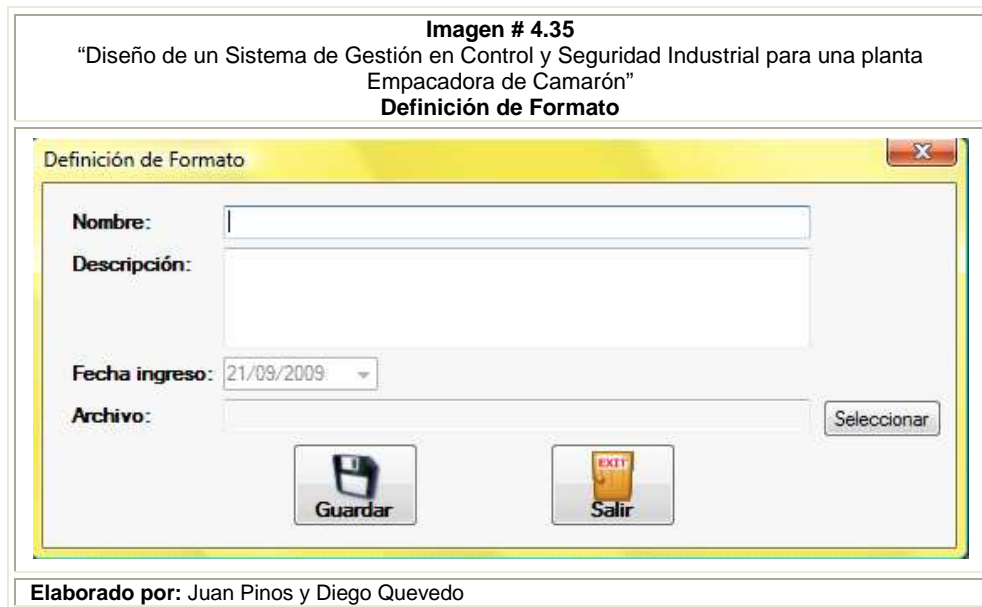 Imagen # 4.35
“Diseño de un Sistema de Gestión en Control y Seguridad Industrial para una planta
Empacadora de Camarón”
Definición de Formato
Definición de Formato
Nombre:
Descripción:
Fecha ingreso: 21/09/2009
Archivo:
Seleccionar
EXIT
Guardar
Salir
Elaborado por: Juan Pinos y Diego Quevedo